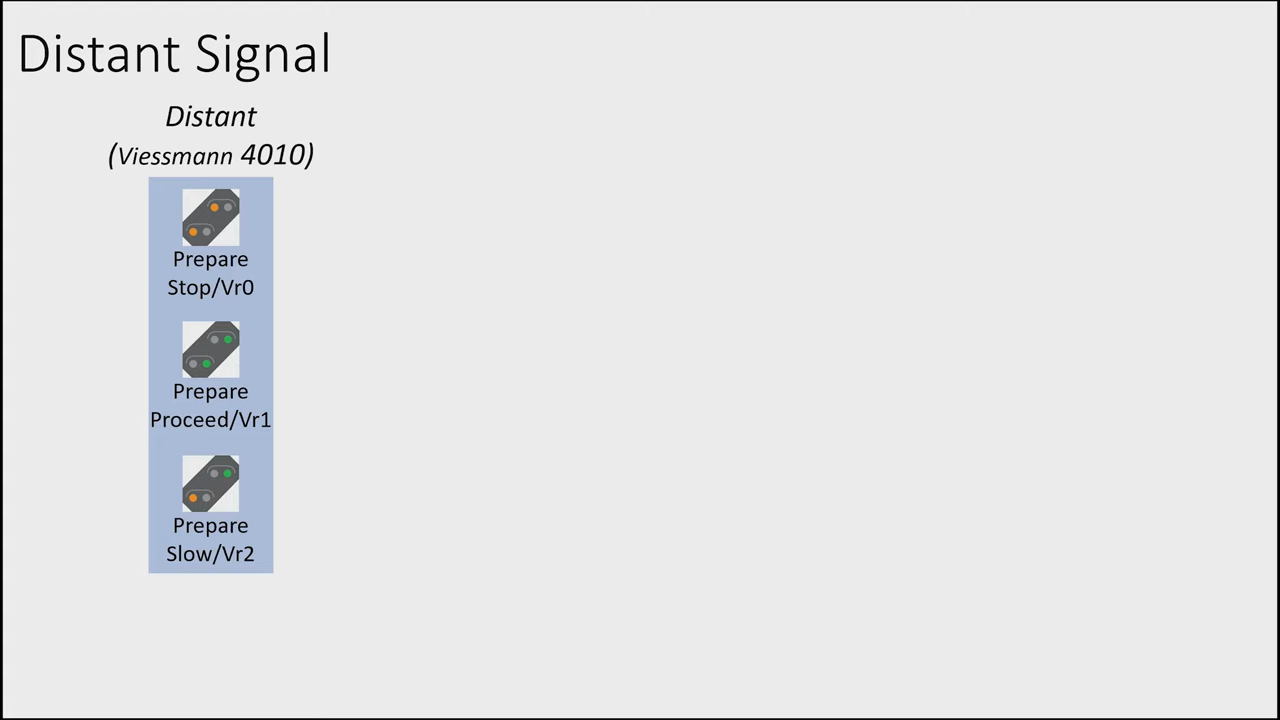 Distant Signal
Distant
(Viessmann 4010)
Prepare
Stop/Vr0
Prepare
Proceed/Vr1
Prepare
Slow/Vr2